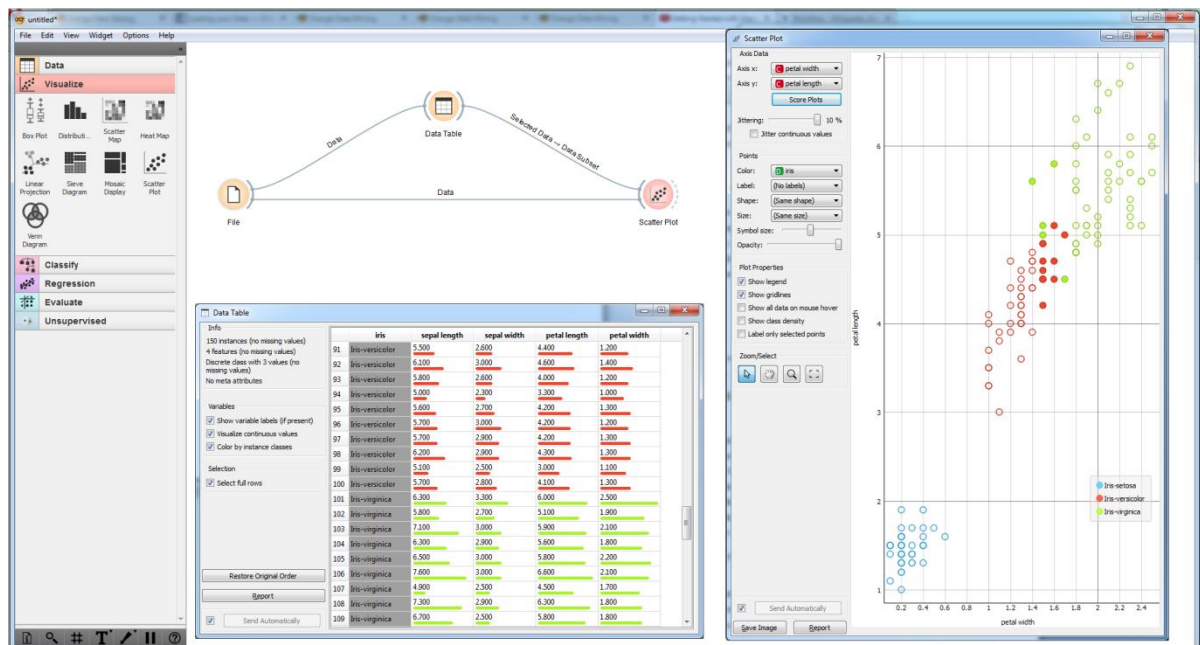 untitled*
File Edit View Widget Options Help
Data
Visualize
Box Plot
Distributi...
Scatter Map
Heat Map
Linear Projection
Sieve Diagram
Mosaic Display
Scatter Plot
Venn Diagram
Classify
Regression
Evaluate
Unsupervised
Data Table
Data
Selected Data → Data Subset
Data
File
Scatter Plot
Data Table
Info
150 instances (no missing values)
4 features (no missing values)
Discrete class with 3 values (no
missing values)
No meta attributes
Variables
Show variable labels (if present)
Visualize continuous values
Color by instance classes
Selection
Select full rows
Restore Original Order
Report
Send Automatically
iris sepal length sepal width petal length petal width
91 Iris-versicolor 5.500 2.600 4.400 1.200
92 Iris-versicolor 6.100 3.000 4.600 1.400
93 Iris-versicolor 5.800 2.600 4.000 1.200
94 Iris-versicolor 5.000 2.300 3.300 1.000
95 Iris-versicolor 5.600 2.700 4.200 1.300
96 Iris-versicolor 5.700 3.000 4.200 1.200
97 Iris-versicolor 5.700 2.900 4.200 1.300
98 Iris-versicolor 6.200 2.900 4.300 1.300
99 Iris-versicolor 5.100 2.500 3.000 1.100
100 Iris-versicolor 5.700 2.800 4.100 1.300
101 Iris-virginica 6.300 3.300 6.000 2.500
102 Iris-virginica 5.800 2.700 5.100 1.900
103 Iris-virginica 7.100 3.000 5.900 2.100
104 Iris-virginica 6.300 2.900 5.600 1.800
105 Iris-virginica 6.500 3.000 5.800 2.200
106 Iris-virginica 7.600 3.000 6.600 2.100
107 Iris-virginica 4.900 2.500 4.500 1.700
108 Iris-virginica 7.300 2.900 6.300 1.800
109 Iris-virginica 6.700 2.500 5.800 1.800
Scatter Plot
Axis Data
Axis x: C petal width
Axis y: C petal length
Score Plots
Jittering: 10 %
Jitter continuous values
Points
Color: D iris
Label: (No labels)
Shape: (Same shape)
Size: (Same size)
Symbol size:
Opacity:
Plot Properties
Show legend
Show gridlines
Show all data on mouse hover
Show class density
Label only selected points
Zoom/Select
Send Automatically
Save Image Report
7
6
5
4
3
2
1
petal length
Iris-setosa
Iris-versicolor
Iris-virginica
0.2 0.4 0.6 0.8 1 1.2 1.4 1.6 1.8 2 2.2 2.4
petal width